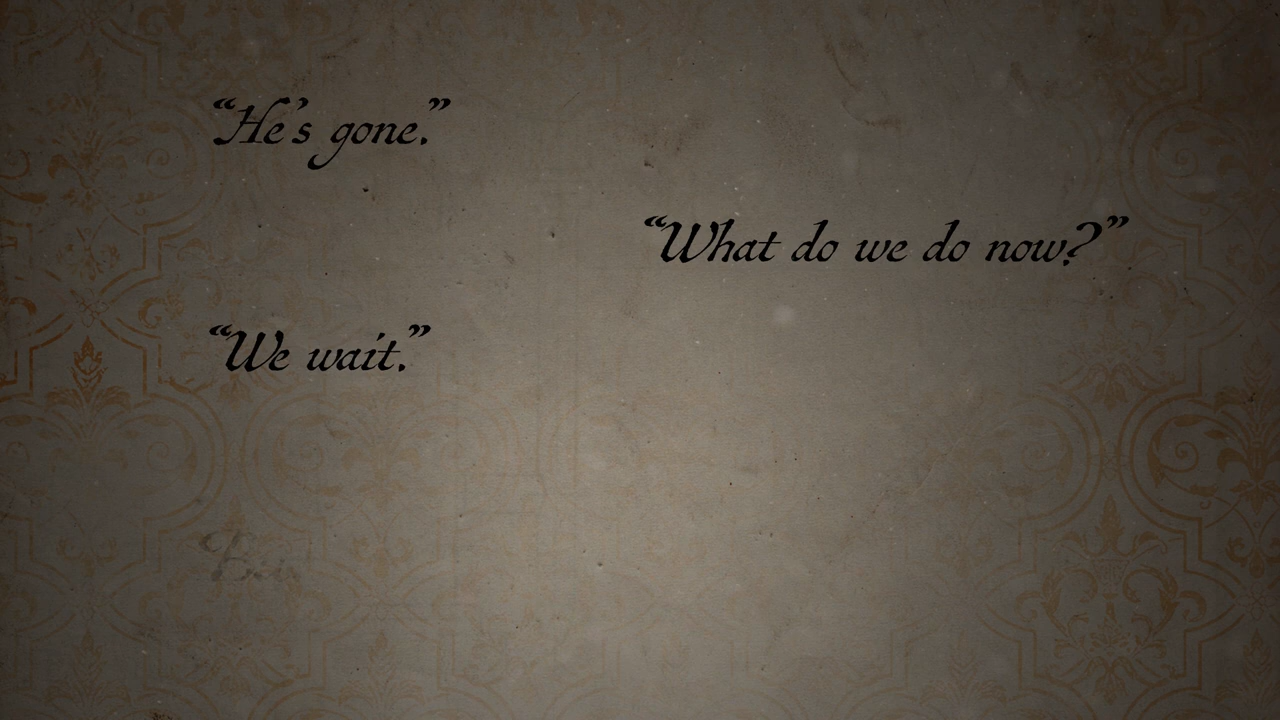 “He’s gone.”
“What do we do now?”
“We wait.”